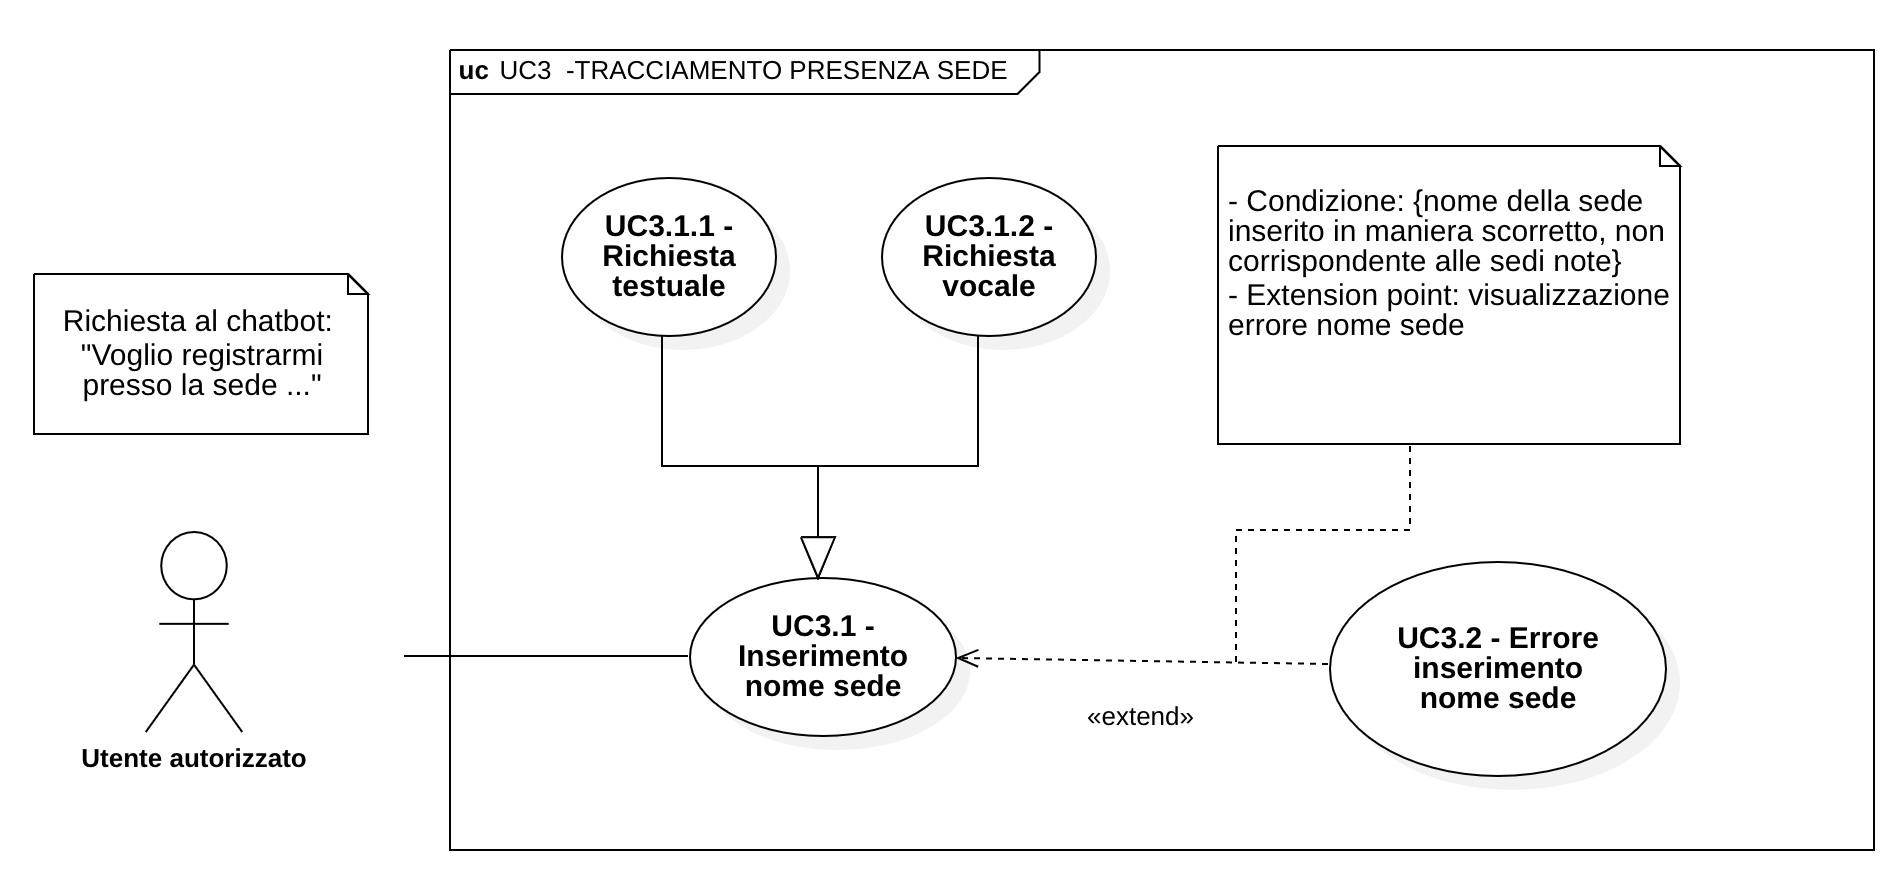 uc UC3 -TRACCIAMENTO PRESENZA SEDE
UC3.1.1 -
Richiesta
testuale
UC3.1.2 -
Richiesta
vocale
- Condizione: {nome della sede
inserito in maniera scorretto, non
corrispondente alle sedi note}
- Extension point: visualizzazione
errore nome sede
Richiesta al chatbot:
"Voglio registrarmi
presso la sede ..."
Utente autorizzato
UC3.1 -
Inserimento
nome sede
«extend»
UC3.2 - Errore
inserimento
nome sede